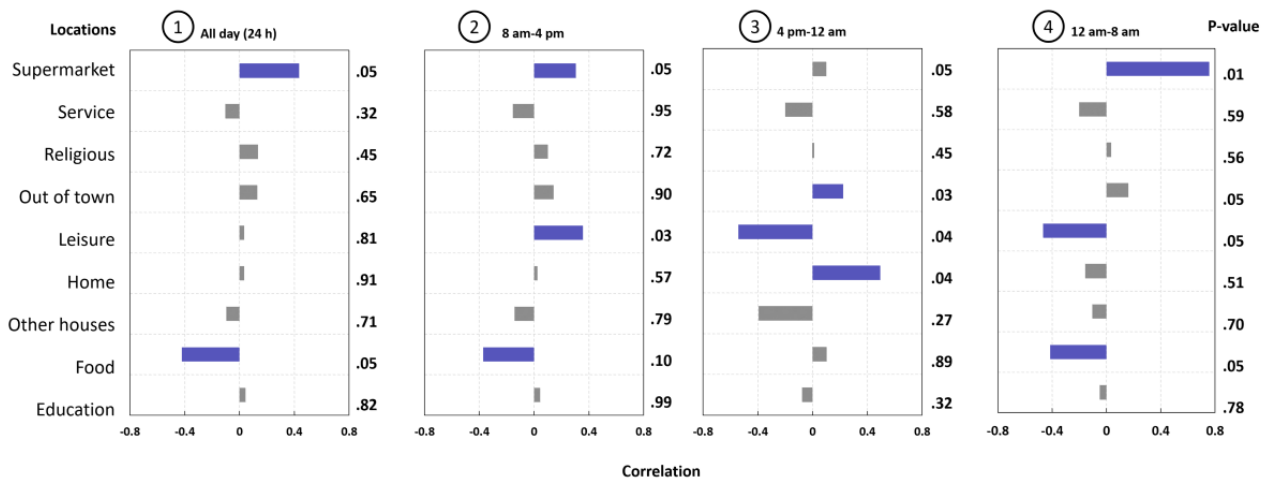 Locations 1 All day (24 h) 2 8 am-4 pm 3 4 pm-12 am 4 12 am-8 am P-value
Supermarket .05 .05 .05 .01
Service .32 .95 .58 .59
Religious .45 .72 .45 .56
Out of town .65 .90 .03 .05
Leisure .81 .03 .04 .05
Home .91 .57 .04 .51
Other houses .71 .79 .27 .70
Food .05 .10 .89 .05
Education .82 .99 .32 .78
-0.8 -0.4 0 0.4 0.8 -0.8 -0.4 0 0.4 0.8 -0.8 -0.4 0 0.4 0.8 -0.8 -0.4 0 0.4 0.8
Correlation